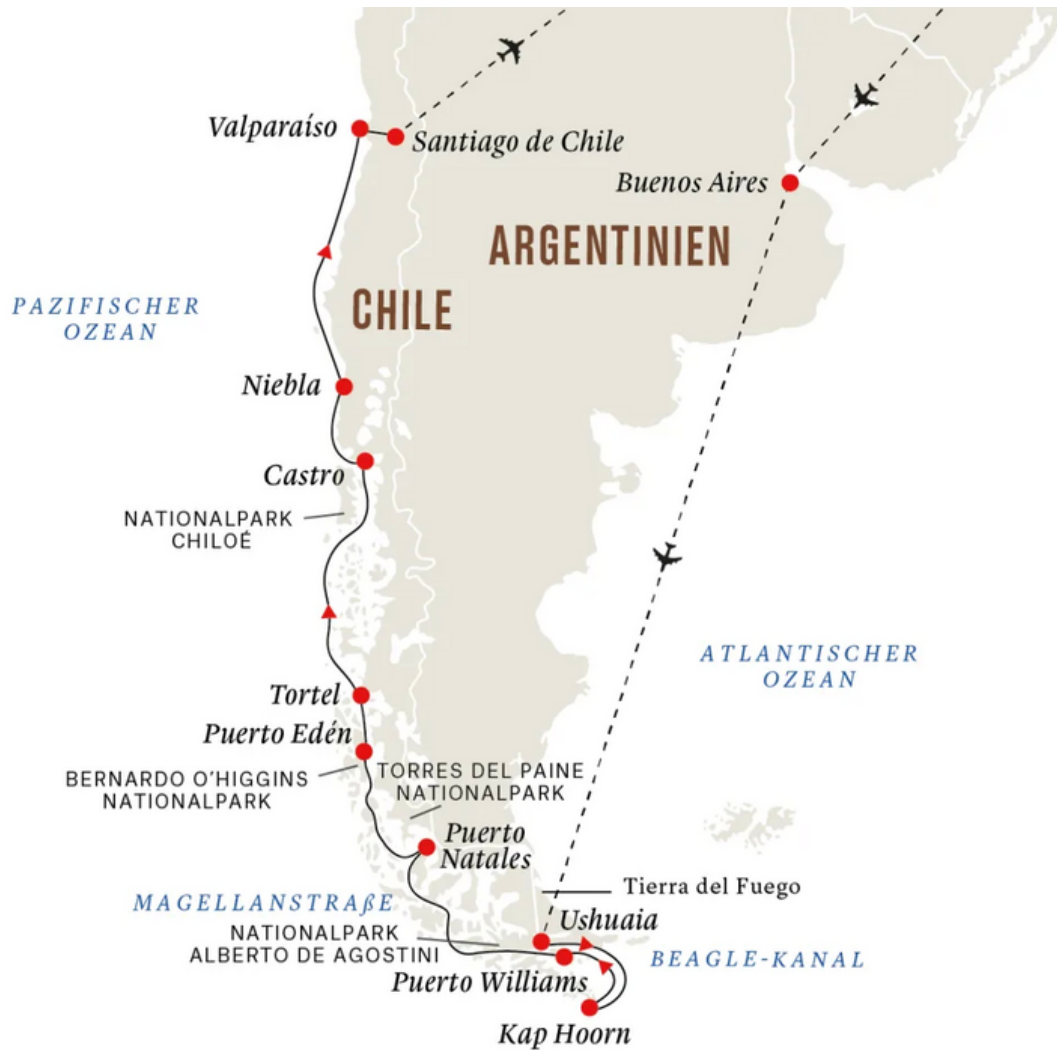 Valparaíso
Santiago de Chile
Buenos Aires
ARGENTINIEN
CHILE
PAZIFISCHER
OZEAN
Niebla
Castro
NATIONALPARK
CHILOÉ
ATLANTISCHER
OZEAN
Tortel
Puerto Edén
BERNARDO O’HIGGINS
NATIONALPARK
TORRES DEL PAINE
NATIONALPARK
Puerto
Natales
Tierra del Fuego
MAGELLANSTRAßE
Ushuaia
NATIONALPARK
ALBERTO DE AGOSTINI
BEAGLE-KANAL
Puerto Williams
Kap Hoorn